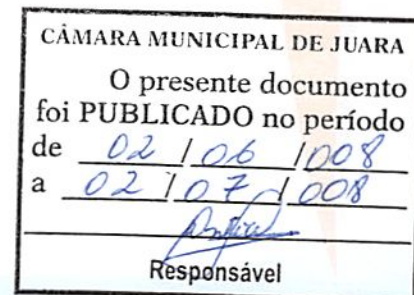 CÂMARA MUNICIPAL DE JUARA
O presente documento
foi PUBLICADO no período
de 02 / 06 / 008
a 02 / 07 / 008
Responsável